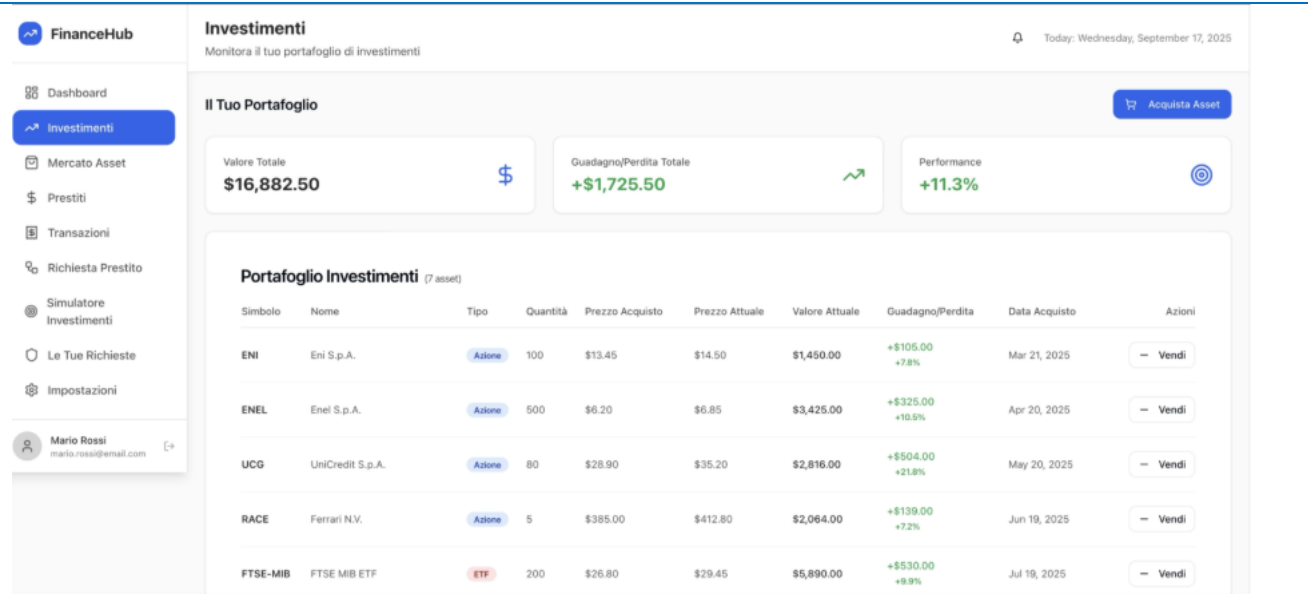 FinanceHub
Dashboard
Investimenti
Mercato Asset
Prestiti
Transazioni
Richiesta Prestito
Simulatore
Investimenti
Le Tue Richieste
Impostazioni
Mario Rossi
mario.rossi@email.com
Investimenti
Monitora il tuo portafoglio di investimenti
Today: Wednesday, September 17, 2025
Il Tuo Portafoglio
Acquista Asset
Valore Totale
$16,882.50
Guadagno/Perdita Totale
+$1,725.50
Performance
+11.3%
Portafoglio Investimenti (7 asset)
Simbolo Nome Tipo Quantità Prezzo Acquisto Prezzo Attuale Valore Attuale Guadagno/Perdita Data Acquisto Azioni
ENI Eni S.p.A. Azione 100 $13.45 $14.50 $1,450.00 +$105.00 Mar 21, 2025 — Vendi
+7.8%
ENEL Enel S.p.A. Azione 500 $6.20 $6.85 $3,425.00 +$325.00 Apr 20, 2025 — Vendi
+10.5%
UCG UniCredit S.p.A. Azione 80 $28.90 $35.20 $2,816.00 +$504.00 May 20, 2025 — Vendi
+21.8%
RACE Ferrari N.V. Azione 5 $385.00 $412.80 $2,064.00 +$139.00 Jun 19, 2025 — Vendi
+7.2%
FTSE-MIB FTSE MIB ETF ETF 200 $26.80 $29.45 $5,890.00 +$530.00 Jul 19, 2025 — Vendi
+9.9%